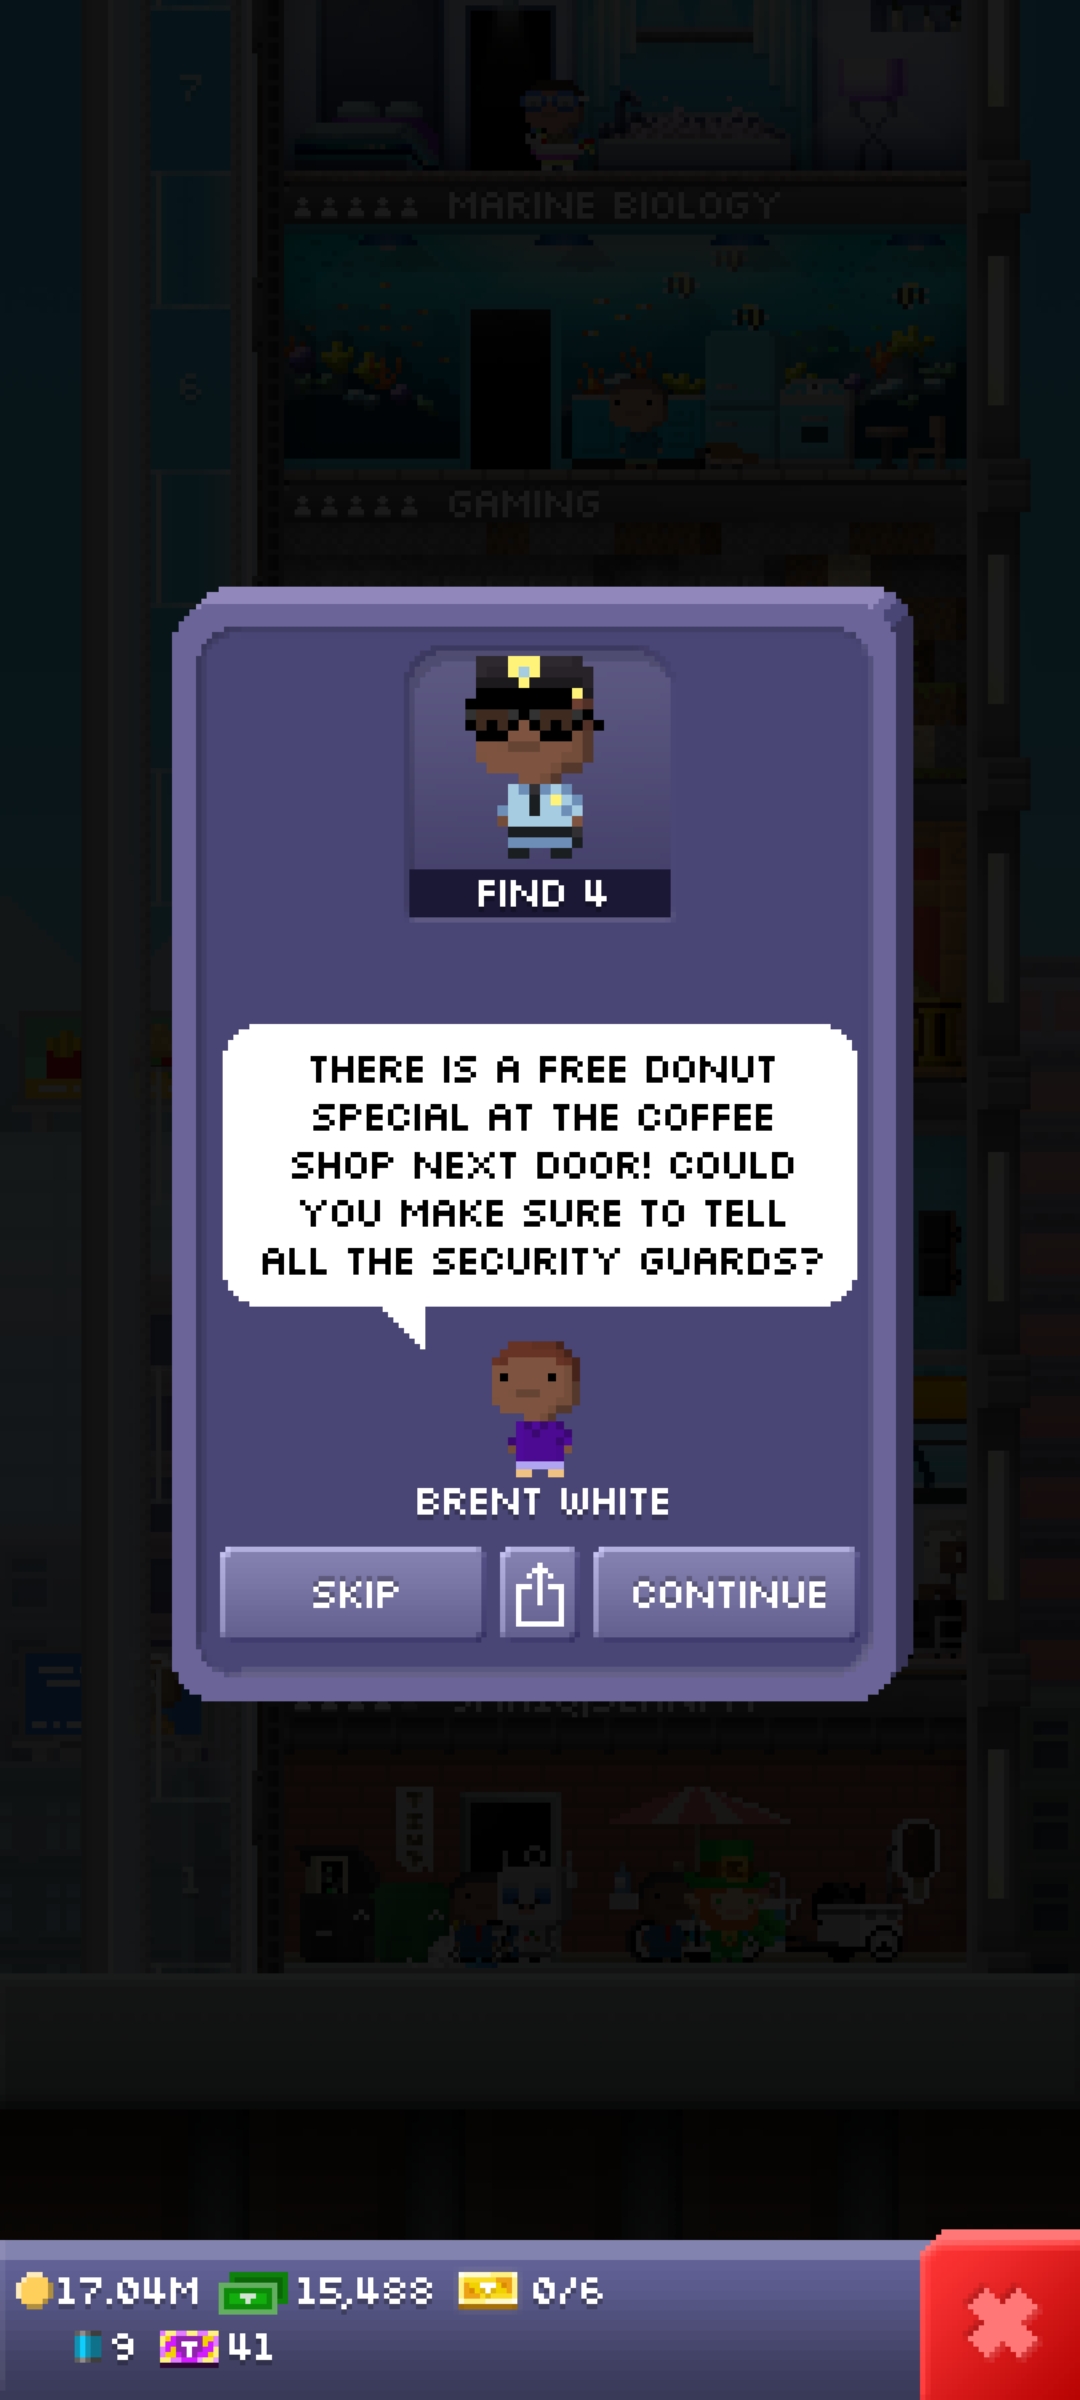 7
MARINE BIOLOGY
6
GAMING
FIND 4
THERE IS A FREE DONUT
SPECIAL AT THE COFFEE
SHOP NEXT DOOR! COULD
YOU MAKE SURE TO TELL
ALL THE SECURITY GUARDS?
BRENT WHITE
SKIP
CONTINUE
1
17.04M
15,488
0/6
9
41